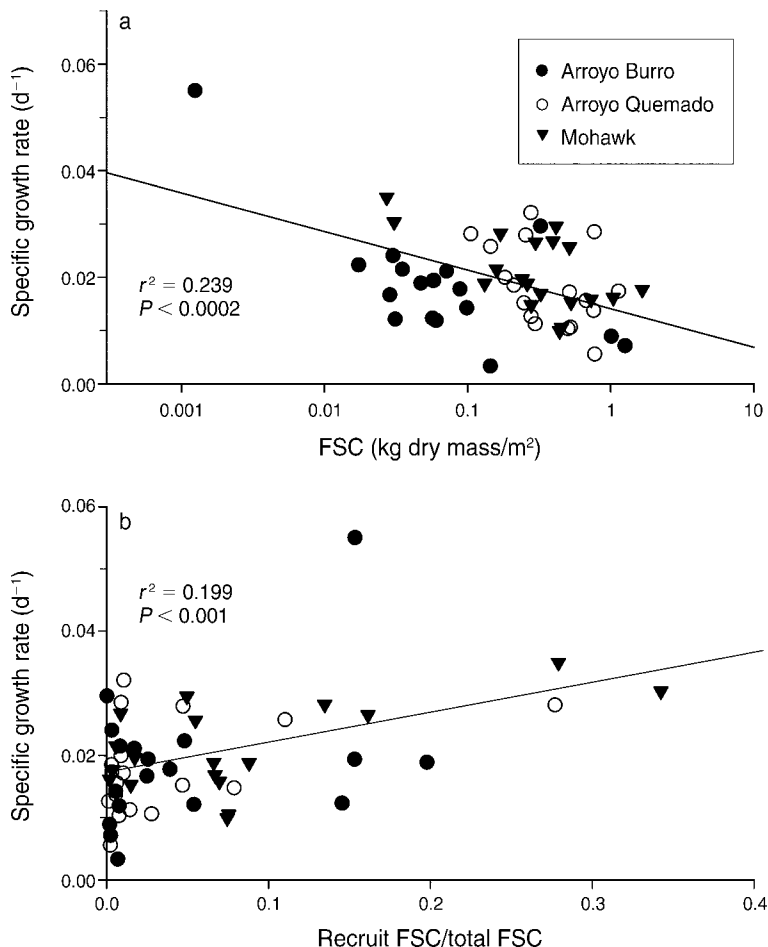 a
Specific growth rate (d⁻¹)
0.06
0.04
0.02
0.00
Arroyo Burro
Arroyo Quemado
Mohawk
r² = 0.239
P < 0.0002
0.001
0.01
0.1
1
10
FSC (kg dry mass/m²)
b
Specific growth rate (d⁻¹)
0.06
0.04
0.02
0.00
r² = 0.199
P < 0.001
0.0
0.1
0.2
0.3
0.4
Recruit FSC/total FSC